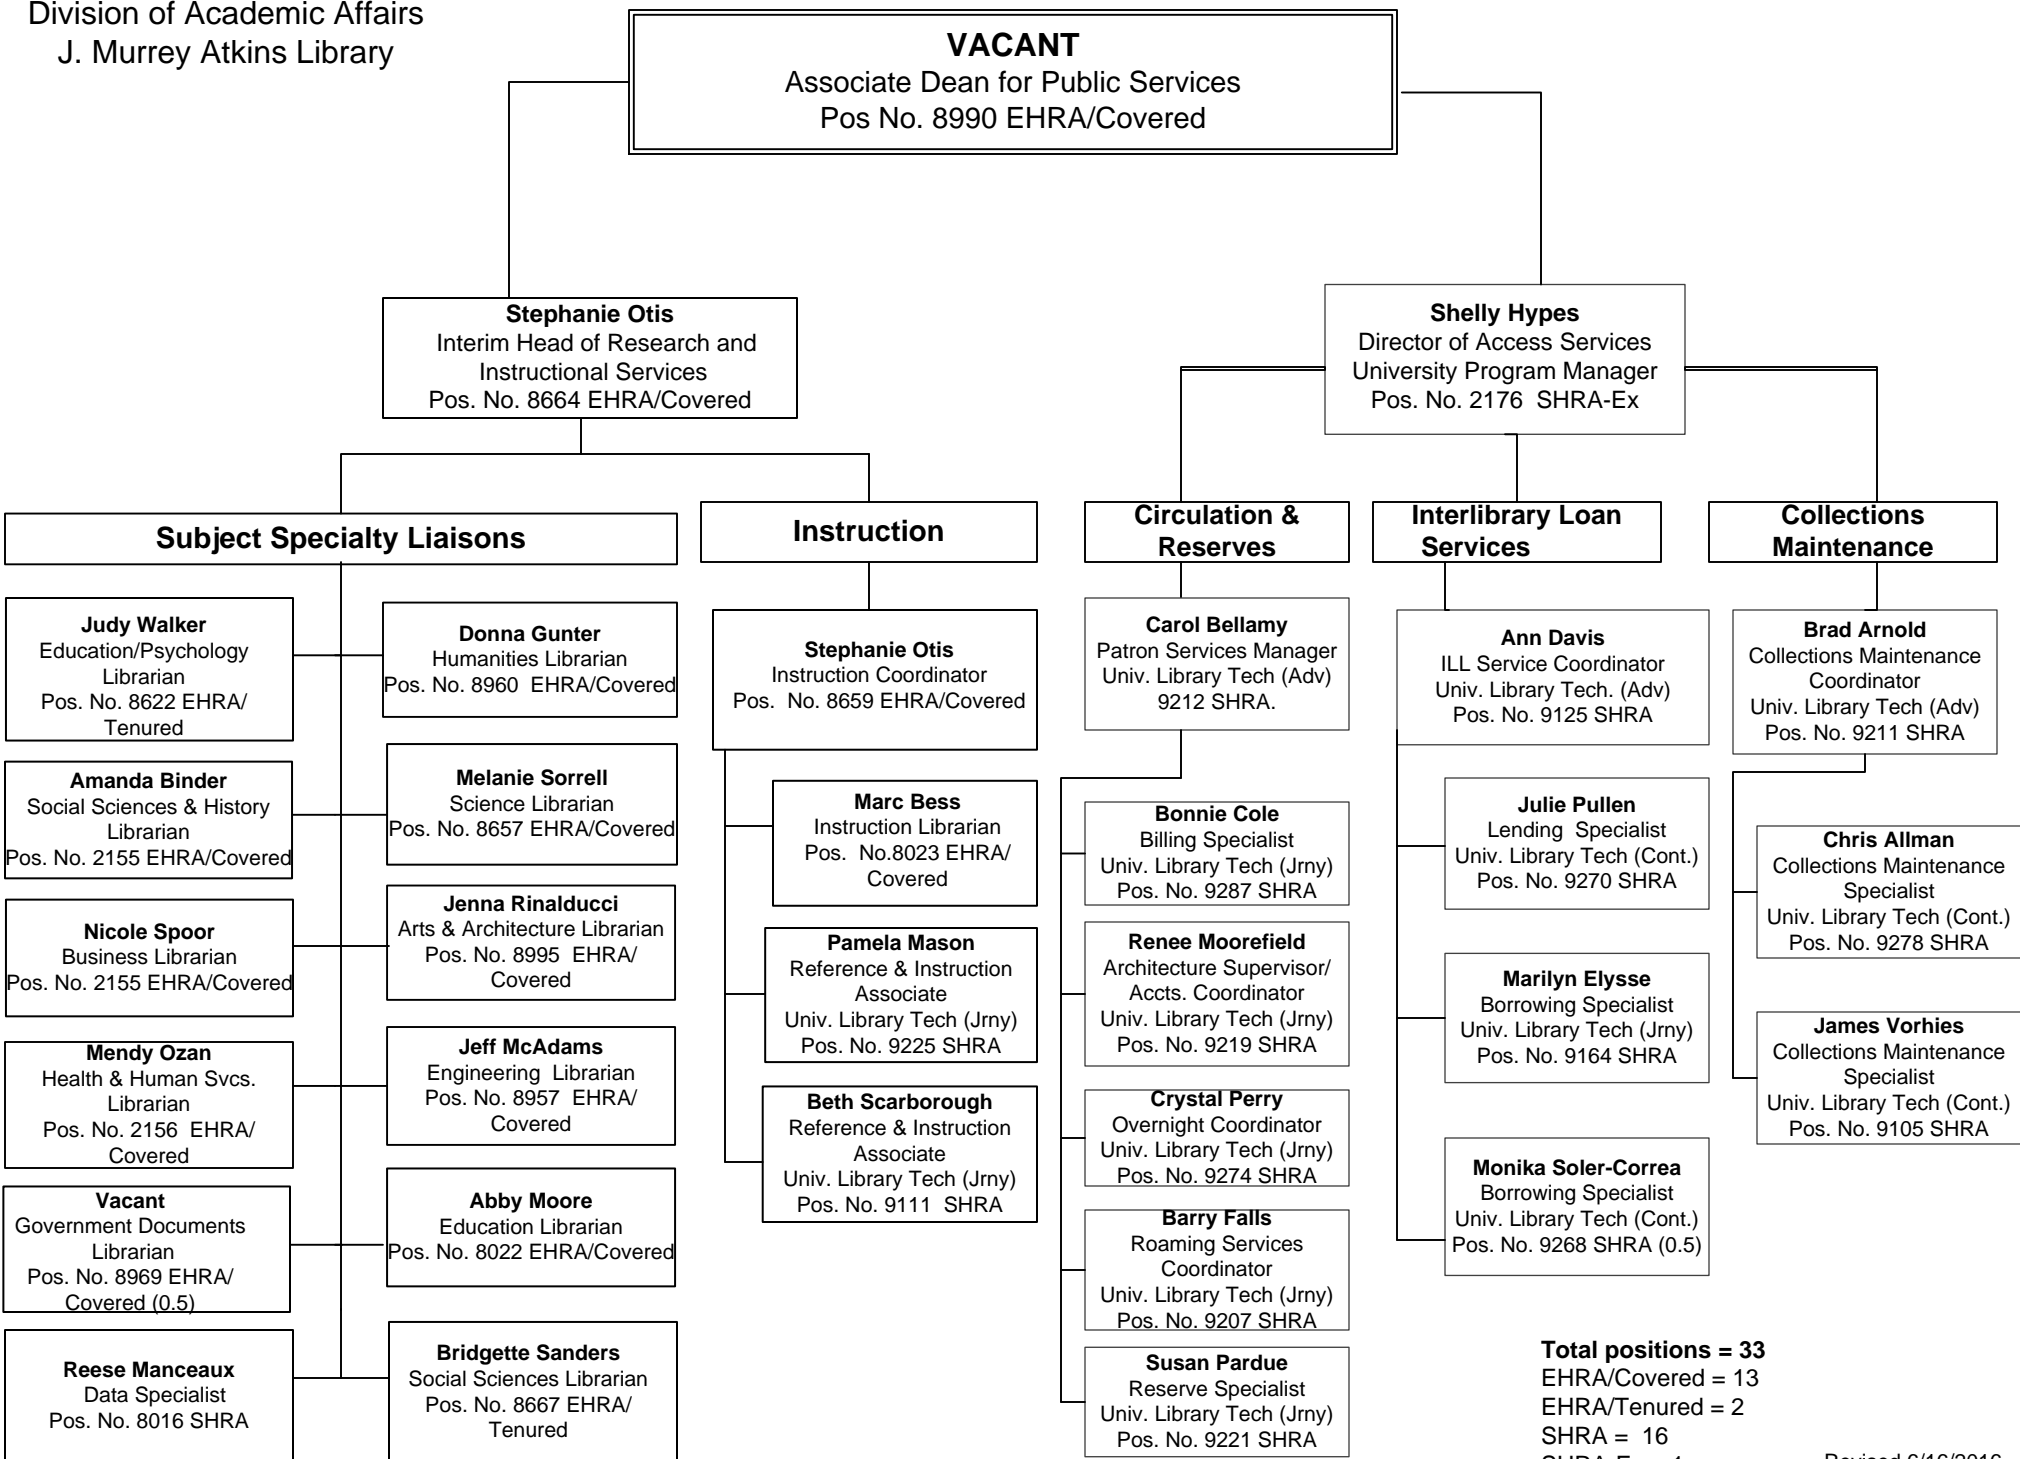 Division of Academic Affairs
J. Murrey Atkins Library
VACANT
Associate Dean for Public Services
Pos No. 8990 EHRA/Covered
Stephanie Otis
Interim Head of Research and
Instructional Services
Pos. No. 8664 EHRA/Covered
Shelly Hypes
Director of Access Services
University Program Manager
Pos. No. 2176  SHRA-Ex
Subject Specialty Liaisons
Judy Walker
Education/Psychology
Librarian
Pos. No. 8622 EHRA/
Tenured
Donna Gunter
Humanities Librarian
Pos. No. 8960  EHRA/Covered
Amanda Binder
Social Sciences & History
Librarian
Pos. No. 2155 EHRA/Covered
Melanie Sorrell
Science Librarian
Pos. No. 8657 EHRA/Covered
Nicole Spoor
Business Librarian
Pos. No. 2155 EHRA/Covered
Jenna Rinalducci
Arts & Architecture Librarian
Pos. No. 8995  EHRA/
Covered
Mendy Ozan
Health & Human Svcs.
Librarian
Pos. No. 2156  EHRA/
Covered
Jeff McAdams
Engineering  Librarian
Pos. No. 8957  EHRA/
Covered
Vacant
Government Documents
Librarian
Pos. No. 8969 EHRA/
Covered (0.5)
Abby Moore
Education Librarian
Pos. No. 8022 EHRA/Covered
Reese Manceaux
Data Specialist
Pos. No. 8016 SHRA
Bridgette Sanders
Social Sciences Librarian
Pos. No. 8667 EHRA/
Tenured
Instruction
Stephanie Otis
Instruction Coordinator
Pos.  No. 8659 EHRA/Covered
Marc Bess
Instruction Librarian
Pos.  No.8023 EHRA/
Covered
Pamela Mason
Reference & Instruction
Associate
Univ. Library Tech (Jrny)
Pos. No. 9225 SHRA
Beth Scarborough
Reference & Instruction
Associate
Univ. Library Tech (Jrny)
Pos. No. 9111  SHRA
Circulation &
Reserves
Carol Bellamy
Patron Services Manager
Univ. Library Tech (Adv)
9212 SHRA.
Bonnie Cole
Billing Specialist
Univ. Library Tech (Jrny)
Pos. No. 9287 SHRA
Renee Moorefield
Architecture Supervisor/
Accts. Coordinator
Univ. Library Tech (Jrny)
Pos. No. 9219 SHRA
Crystal Perry
Overnight Coordinator
Univ. Library Tech (Jrny)
Pos. No. 9274 SHRA
Barry Falls
Roaming Services
Coordinator
Univ. Library Tech (Jrny)
Pos. No. 9207 SHRA
Susan Pardue
Reserve Specialist
Univ. Library Tech (Jrny)
Pos. No. 9221 SHRA
Interlibrary Loan
Services
Ann Davis
ILL Service Coordinator
Univ. Library Tech. (Adv)
Pos. No. 9125 SHRA
Julie Pullen
Lending  Specialist
Univ. Library Tech (Cont.)
Pos. No. 9270 SHRA
Marilyn Elysse
Borrowing Specialist
Univ. Library Tech (Jrny)
Pos. No. 9164 SHRA
Monika Soler-Correa
Borrowing Specialist
Univ. Library Tech (Cont.)
Pos. No. 9268 SHRA (0.5)
Collections
Maintenance
Brad Arnold
Collections Maintenance
Coordinator
Univ. Library Tech (Adv)
Pos. No. 9211 SHRA
Chris Allman
Collections Maintenance
Specialist
Univ. Library Tech (Cont.)
Pos. No. 9278 SHRA
James Vorhies
Collections Maintenance
Specialist
Univ. Library Tech (Cont.)
Pos. No. 9105 SHRA
Total positions = 33
EHRA/Covered = 13
EHRA/Tenured = 2
SHRA =  16
Revised 6/16/2016